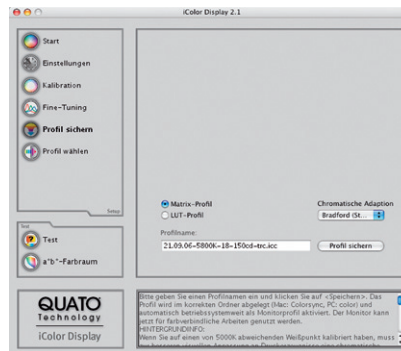 iColor Display 2.1
Start
Einstellungen
Kalibration
Fine-Tuning
Profil sichern
Profil wählen
Setup
Test
Test
a*b*-Farbraum
Matrix-Profil
LUT-Profil
Chromatische Adaption
Bradford (St...
Profilname:
21.09.06-5800K-18-150cd-trc.icc
Profil sichern
QUATO
Technology
iColor Display
Bitte geben Sie einen Profilnamen ein und klicken Sie auf <Speichern>. Das
Profil wird im korrekten Ordner abgelegt (Mac: Colorsync, PC: color) und
automatisch betriebssystemweit als Monitorprofil aktiviert. Der Monitor kann
jetzt für farbverbindliche Arbeiten genutzt werden.
HINTERGRUNDINFO:
Wenn Sie auf einen von 5000K abweichenden Weißpunkt kalibriert haben, muss